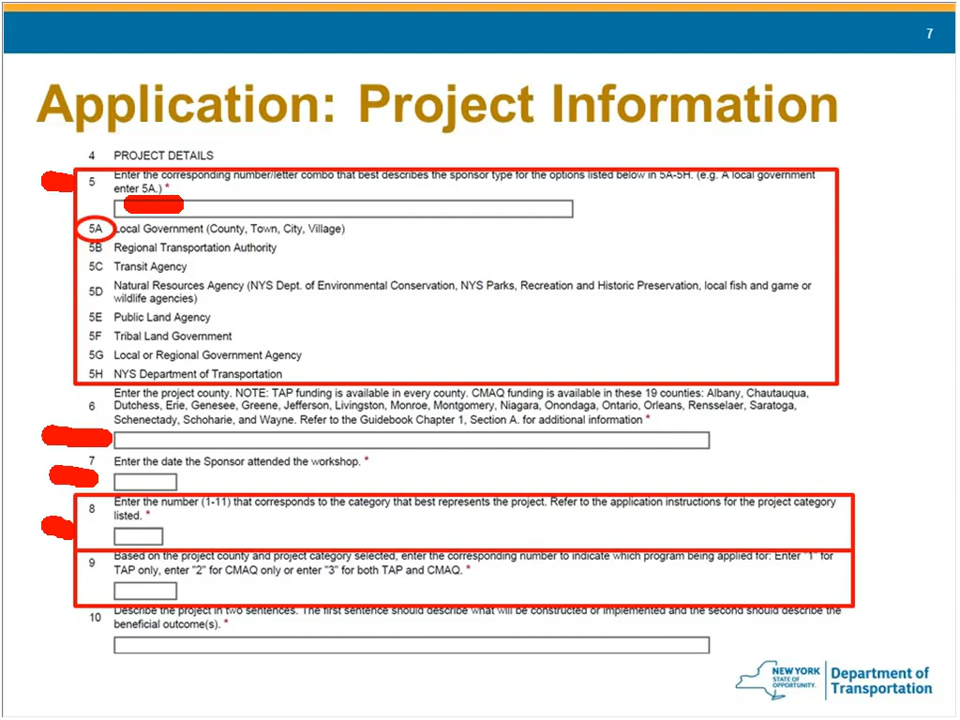 7
Application: Project Information
4 PROJECT DETAILS
5 Enter the corresponding number/letter combo that best describes the sponsor type for the options listed below in 5A-5H. (e.g. A local government
enter 5A.) *
5A Local Government (County, Town, City, Village)
5B Regional Transportation Authority
5C Transit Agency
5D Natural Resources Agency (NYS Dept. of Environmental Conservation, NYS Parks, Recreation and Historic Preservation, local fish and game or
wildlife agencies)
5E Public Land Agency
5F Tribal Land Government
5G Local or Regional Government Agency
5H NYS Department of Transportation
6 Enter the project county. NOTE: TAP funding is available in every county. CMAQ funding is available in these 19 counties: Albany, Chautauqua,
Dutchess, Erie, Genesee, Greene, Jefferson, Livingston, Monroe, Montgomery, Niagara, Onondaga, Ontario, Orleans, Rensselaer, Saratoga,
Schenectady, Schoharie, and Wayne. Refer to the Guidebook Chapter 1, Section A. for additional information *
7 Enter the date the Sponsor attended the workshop. *
8 Enter the number (1-11) that corresponds to the category that best represents the project. Refer to the application instructions for the project category
listed. *
9 Based on the project county and project category selected, enter the corresponding number to indicate which program being applied for: Enter "1" for
TAP only, enter "2" for CMAQ only or enter "3" for both TAP and CMAQ. *
10 Describe the project in two sentences. The first sentence should describe what will be constructed or implemented and the second should describe the
beneficial outcome(s). *
NEW YORK
STATE OF
OPPORTUNITY.
Department of
Transportation